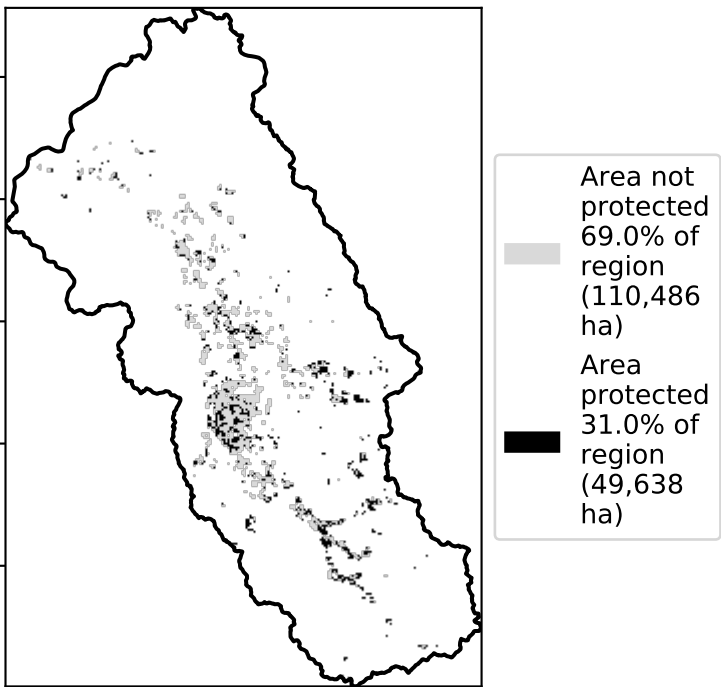 Area not
protected
69.0% of
region
(110,486
ha)
Area
protected
31.0% of
region
(49,638
ha)